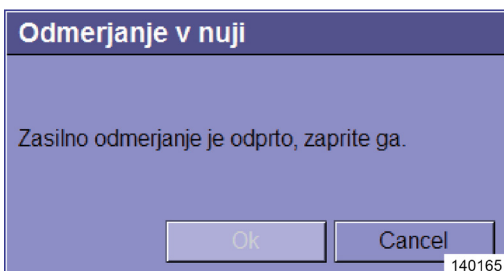 Odmerjanje v nuji
Zasilno odmerjanje je odprto, zaprite ga.
Ok Cancel
140165